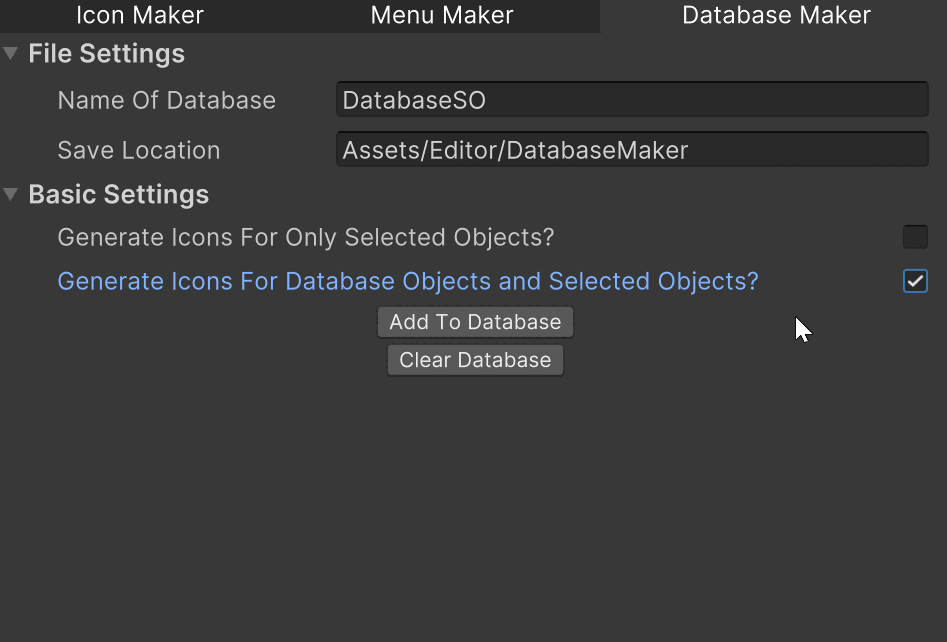 Icon Maker Menu Maker Database Maker
File Settings
Name Of Database DatabaseSO
Save Location Assets/Editor/DatabaseMaker
Basic Settings
Generate Icons For Only Selected Objects?
Generate Icons For Database Objects and Selected Objects?
Add To Database
Clear Database